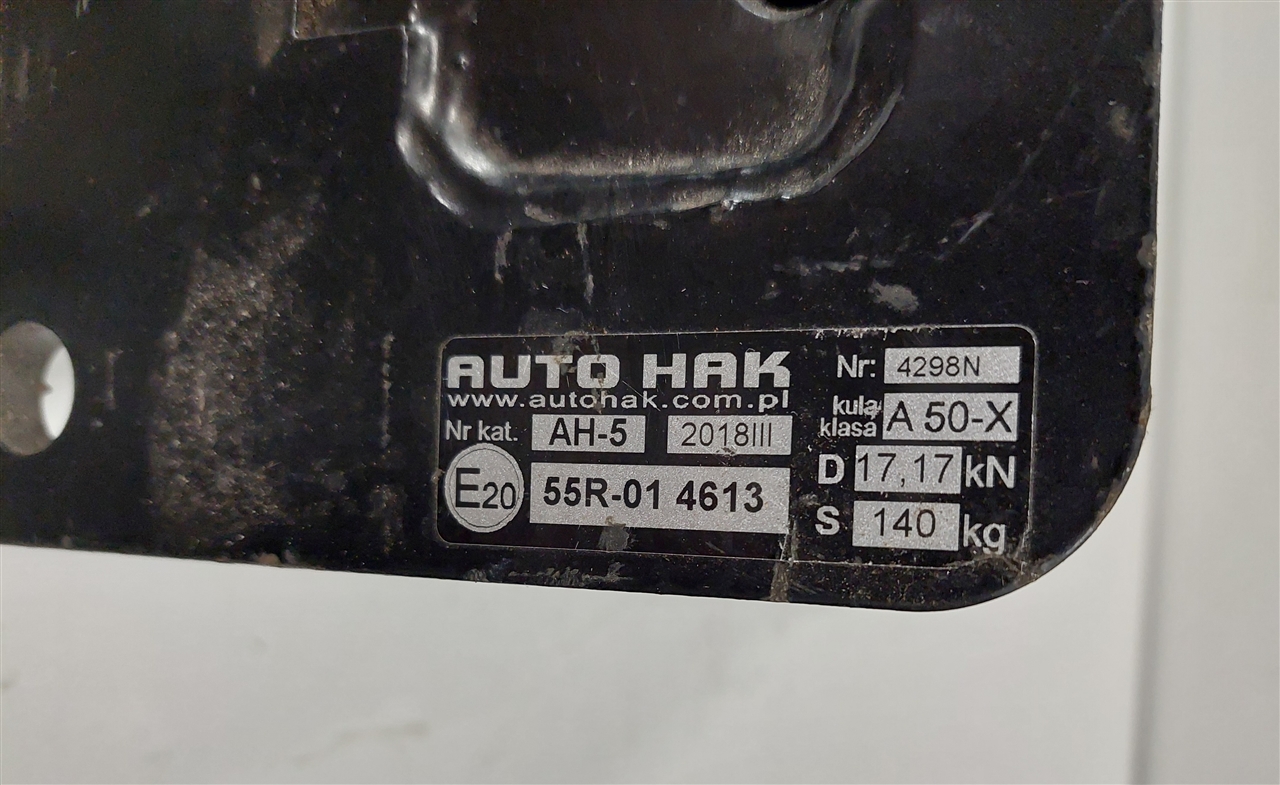 AUTO HAK
www.autohak.com.pl
Nr kat. AH-5 2018III
E20 55R-01 4613
Nr: 4298N
kula klasa A 50-X
D 17,17 kN
S 140 kg